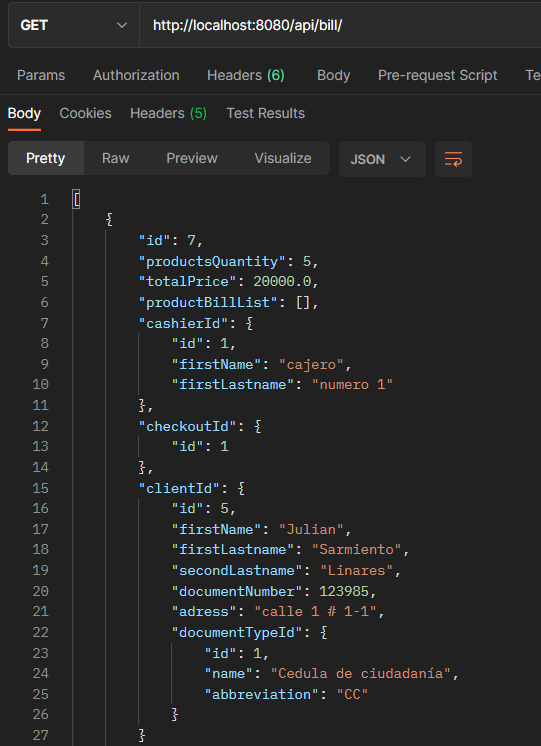 GET http://localhost:8080/api/bill/
Params Authorization Headers (6) Body Pre-request Script Te
Body Cookies Headers (5) Test Results
Pretty Raw Preview Visualize JSON
1 [
2 {
3 "id": 7,
4 "productsQuantity": 5,
5 "totalPrice": 20000.0,
6 "productBillList": [],
7 "cashierId": {
8 "id": 1,
9 "firstName": "cajero",
10 "firstLastname": "numero 1"
11 },
12 "checkoutId": {
13 "id": 1
14 },
15 "clientId": {
16 "id": 5,
17 "firstName": "Julian",
18 "firstLastname": "Sarmiento",
19 "secondLastname": "Linares",
20 "documentNumber": 123985,
21 "adress": "calle 1 # 1-1",
22 "documentTypeId": {
23 "id": 1,
24 "name": "Cedula de ciudadanía",
25 "abbreviation": "CC"
26 }
27 }